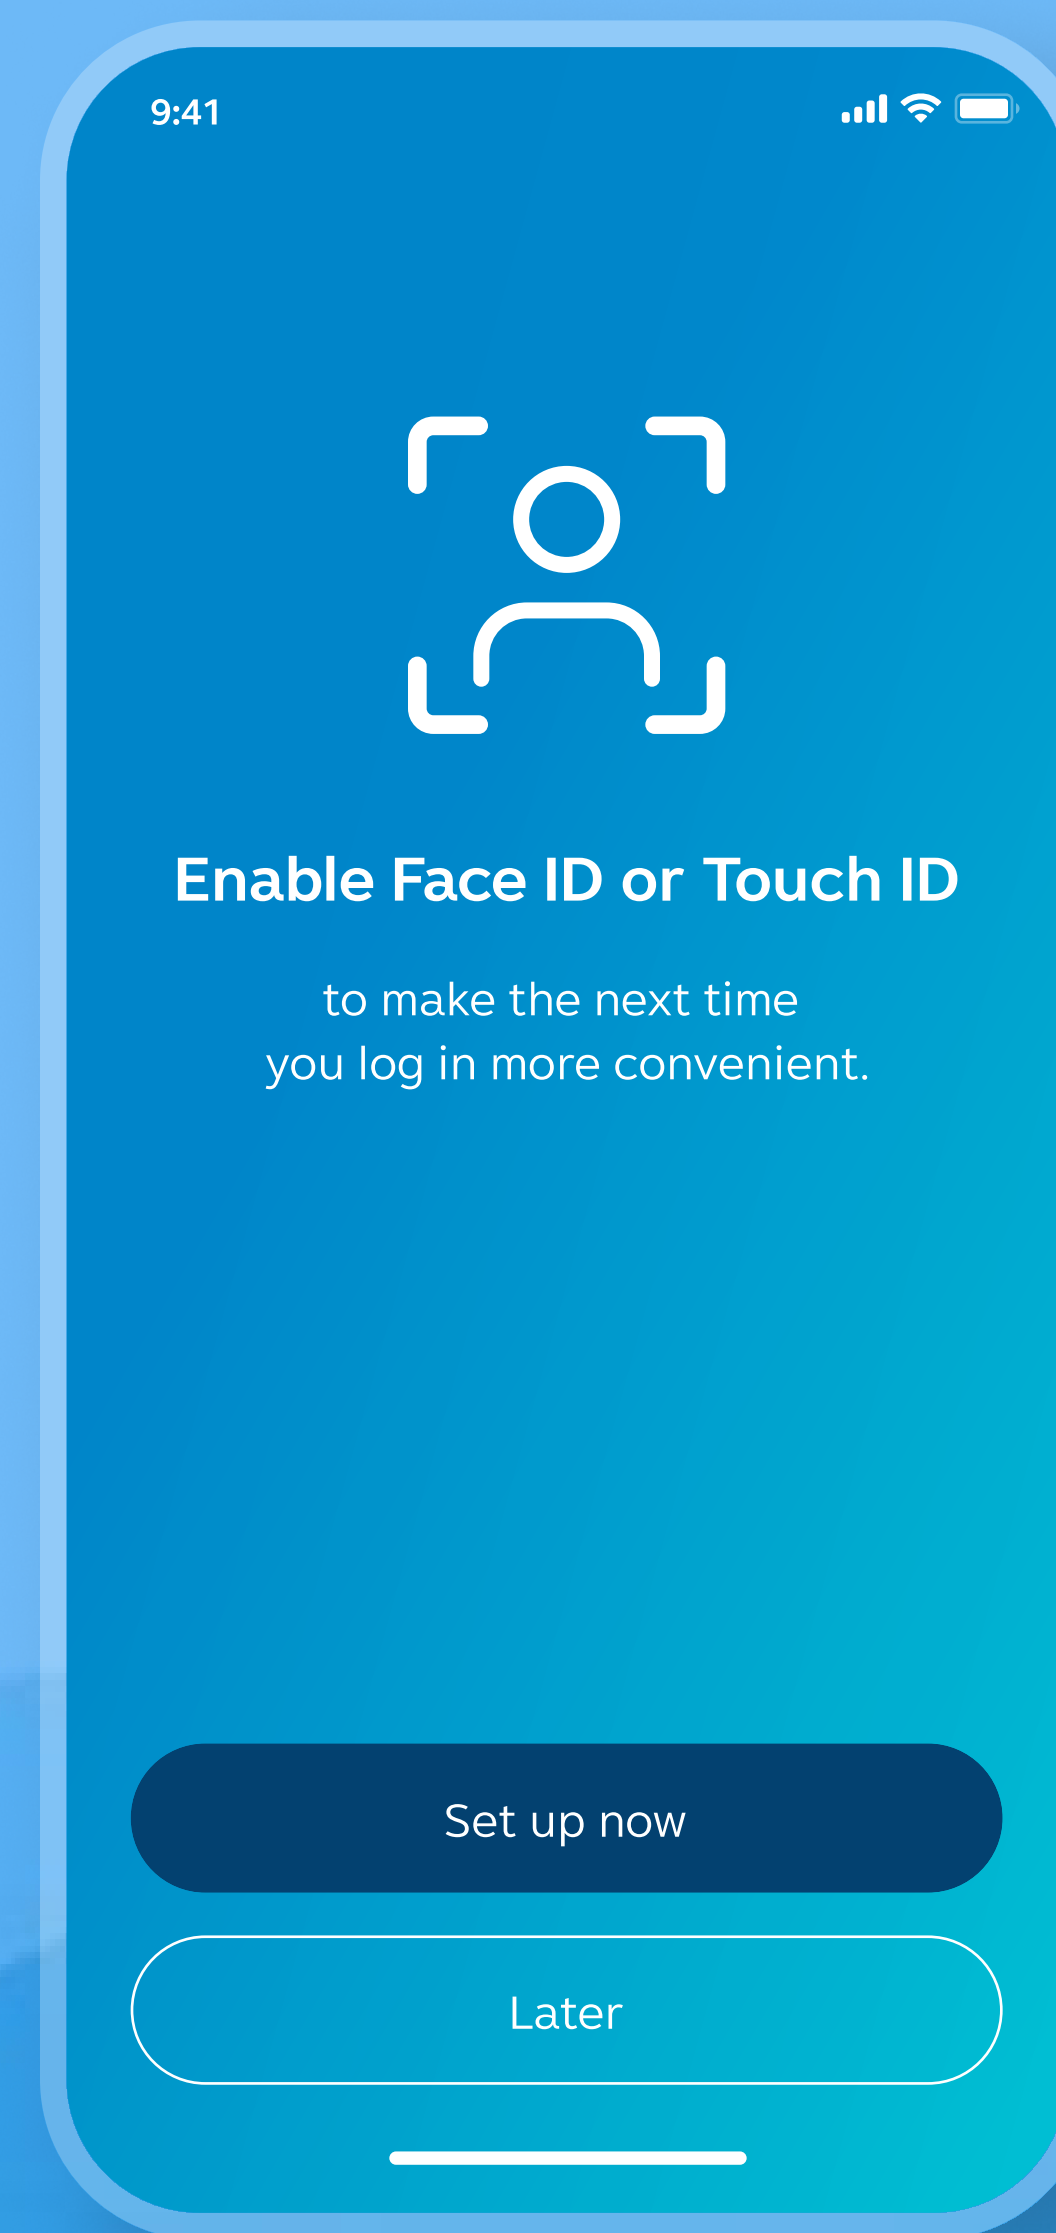 9:41
Enable Face ID or Touch ID
to make the next time
you log in more convenient.
Set up now
Later